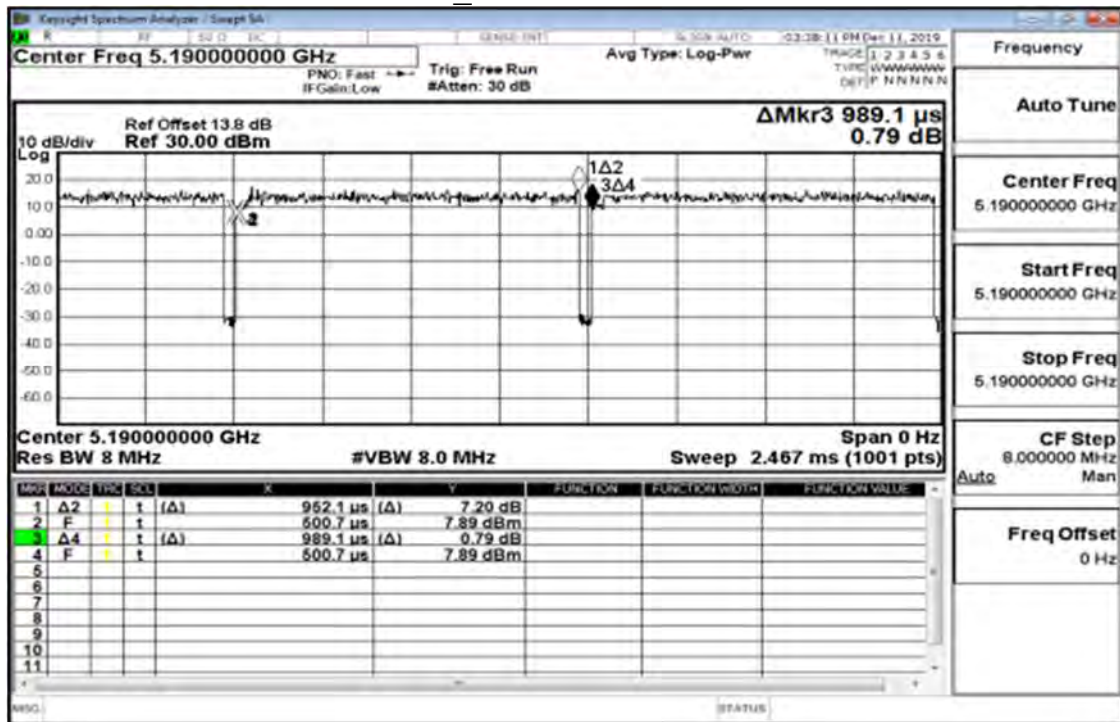 Keysight Spectrum Analyzer - Swept SA
R RF 50 Ω DC SENSE:INT ALIGN AUTO 03:38:11 PM Dec 11, 2019
Center Freq 5.190000000 GHz
PNO: Fast
IFGain:Low
Trig: Free Run
#Atten: 30 dB
Avg Type: Log-Pwr
TRACE 1 2 3 4 5 6
TYPE WWWWWW
DET P N N N N N
Ref Offset 13.8 dB
10 dB/div Ref 30.00 dBm
Log
ΔMkr3 989.1 µs
0.79 dB
20.0
10.0
0.00
-10.0
-20.0
-30.0
-40.0
-50.0
-60.0
1Δ2
3Δ4
Center 5.190000000 GHz Span 0 Hz
Res BW 8 MHz #VBW 8.0 MHz Sweep 2.467 ms (1001 pts)
MKR MODE TRC SCL X Y FUNCTION FUNCTION WIDTH FUNCTION VALUE
1 Δ2 1 t (Δ) 952.1 µs (Δ) 7.20 dB
2 F 1 t 500.7 µs 7.89 dBm
3 Δ4 1 t (Δ) 989.1 µs (Δ) 0.79 dB
4 F 1 t 500.7 µs 7.89 dBm
5
6
7
8
9
10
11
MSG STATUS
Frequency
Auto Tune
Center Freq
5.190000000 GHz
Start Freq
5.190000000 GHz
Stop Freq
5.190000000 GHz
CF Step
8.000000 MHz
Auto Man
Freq Offset
0 Hz